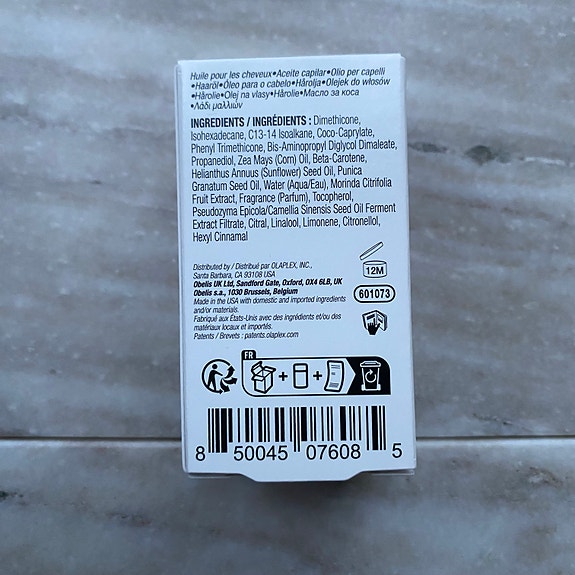 Huile pour les cheveux•Aceite capilar•Olio per capelli
•Haaröl•Óleo para o cabelo•Hårolja•Olejek do włosów
•Hårolie•Olej na vlasy•Hårolie•Масло за коса
•Λάδι μαλλιών
INGREDIENTS / INGRÉDIENTS : Dimethicone,
Isohexadecane, C13-14 Isoalkane, Coco-Caprylate,
Phenyl Trimethicone, Bis-Aminopropyl Diglycol Dimaleate,
Propanediol, Zea Mays (Corn) Oil, Beta-Carotene,
Helianthus Annuus (Sunflower) Seed Oil, Punica
Granatum Seed Oil, Water (Aqua/Eau), Morinda Citrifolia
Fruit Extract, Fragrance (Parfum), Tocopherol,
Pseudozyma Epicola/Camellia Sinensis Seed Oil Ferment
Extract Filtrate, Citral, Linalool, Limonene, Citronellol,
Hexyl Cinnamal
Distributed by / Distribué par OLAPLEX, INC.,
Santa Barbara, CA 93108 USA
Obelis UK Ltd, Sandford Gate, Oxford, OX4 6LB, UK
Obelis s.a., 1030 Brussels, Belgium
Made in the USA with domestic and imported ingredients
and/or materials.
Fabriqué aux États-Unis avec des ingrédients et/ou des
matériaux locaux et importés.
Patents / Brevets : patents.olaplex.com
12M
601073
FR
8 50045 07608 5